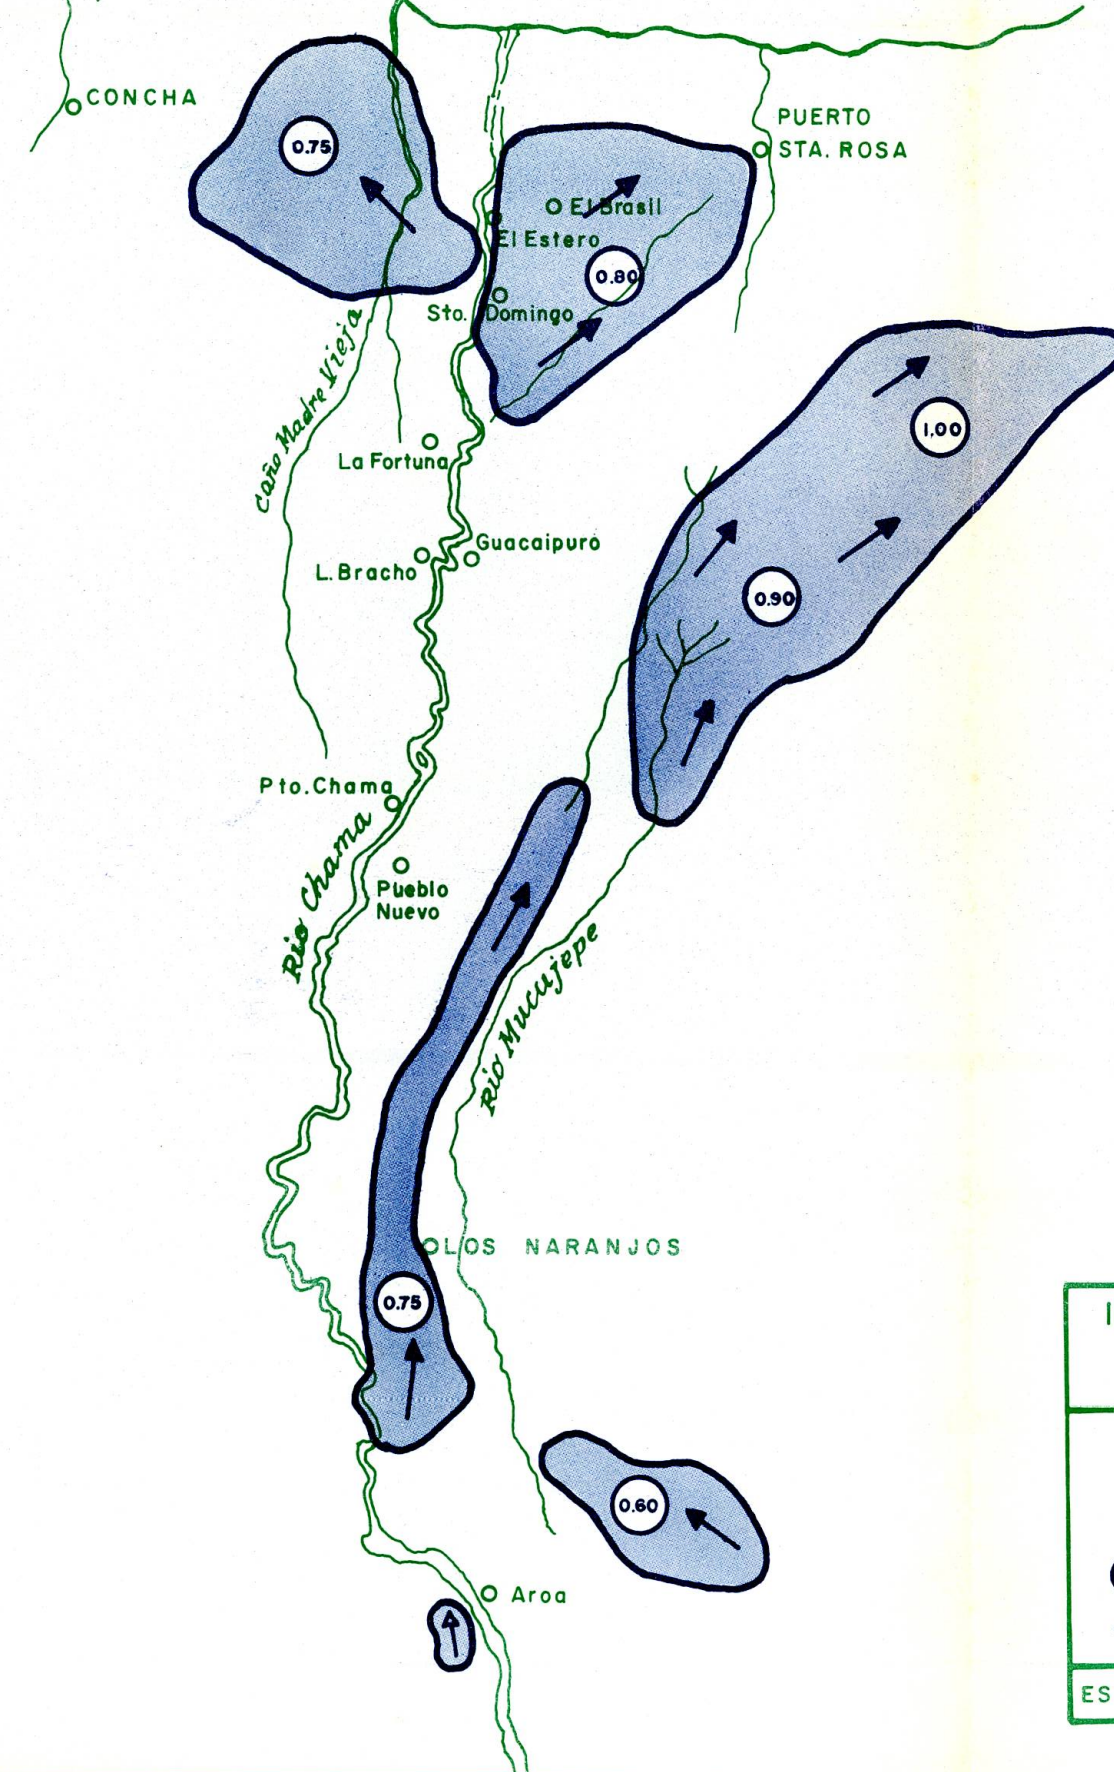 CONCHA
PUERTO
STA. ROSA
0.75
El Brasil
El Estero
0.80
Sto. Domingo
Caño Madre Vieja
1.00
La Fortuna
Guacaipuro
L. Bracho
0.90
Pto. Chama
Río Chama
Pueblo
Nuevo
Río Mucujepe
LOS NARANJOS
0.75
0.60
Aroa
ES